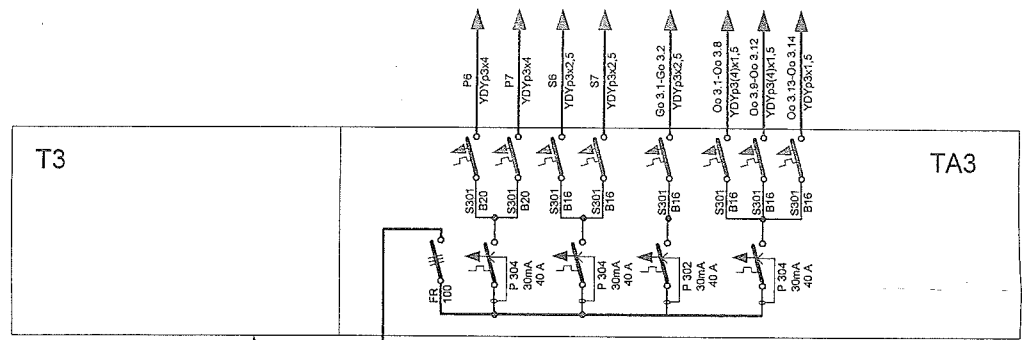 P6
YDYp3x4
P7
YDYp3x4
S6
YDYp3x2,5
S7
YDYp3x2,5
Go 3.1-Go 3.2
YDYp3x2,5
Oo 3.1-Oo 3.8
YDYp3(4)x1,5
Oo 3.9-Oo 3.12
YDYp3(4)x1,5
Oo 3.13-Oo 3.14
YDYp3x1,5
T3
TA3
S301
B20
S301
B20
S301
B16
S301
B16
S301
B16
S301
B16
S301
B16
S301
B16
FR
100
P 304
30mA
40 A
P 304
30mA
40 A
P 302
30mA
40 A
P 304
30mA
40 A